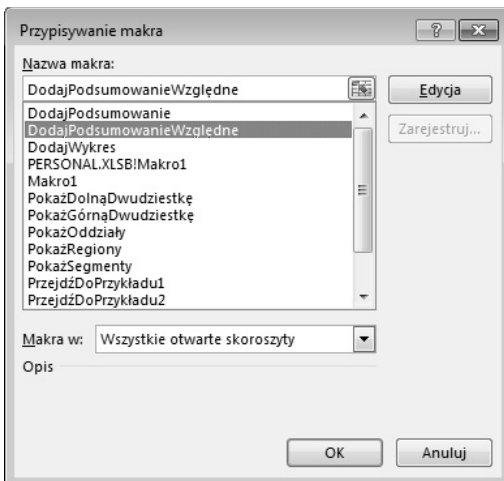 Przypisywanie makra
Nazwa makra:
DodajPodsumowanieWzględne
Edycja
DodajPodsumowanie
DodajPodsumowanieWzgledne
DodajWykres
PERSONAL.XLSB!Makro1
Makro1
PokażDolnąDwudziestkę
PokażGórnąDwudziestkę
PokażOddziały
PokażRegiony
PokażSegmenty
PrzejdźDoPrzykładu1
PrzejdźDoPrzykładu2
Zarejestruj...
Makra w: Wszystkie otwarte skoroszyty
Opis
OK Anuluj